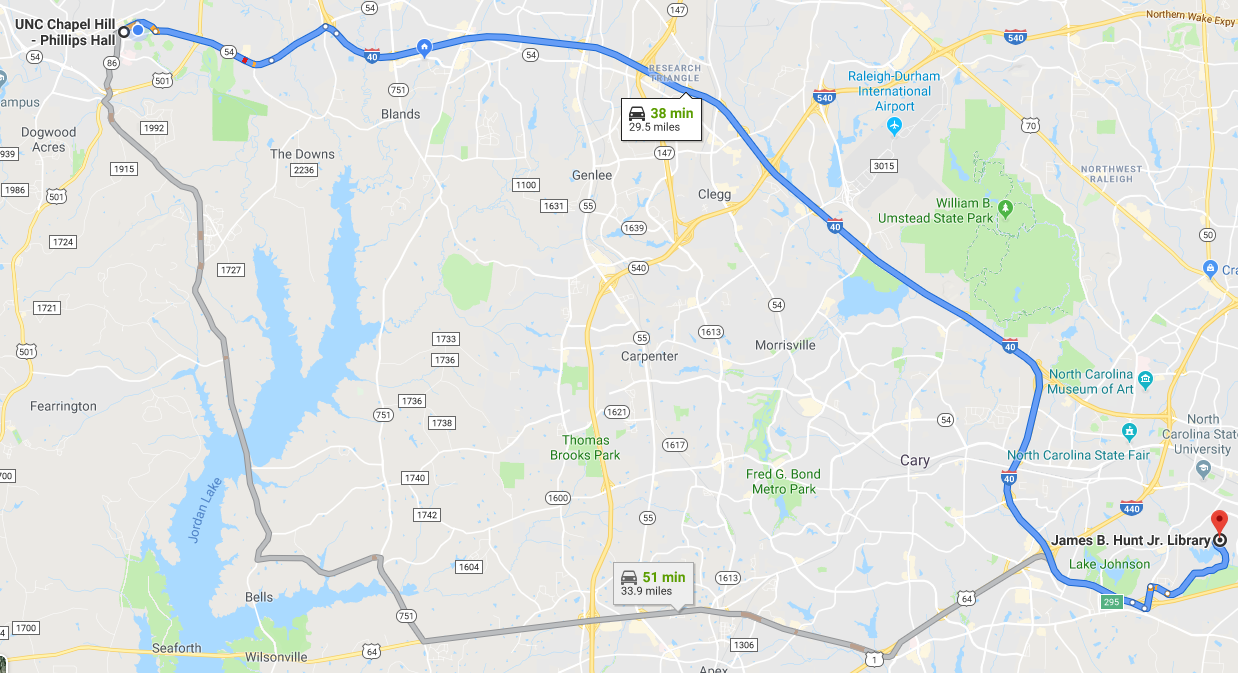 UNC Chapel Hill
- Phillips Hall
54
147
Northern Wake Expy
540
54
86
501
54
40
54
751
RESEARCH
TRIANGLE
38 min
29.5 miles
540
Raleigh-Durham
International
Airport
ampus
Dogwood
Acres
1992
Blands
147
70
939
1915
The Downs
2236
3015
NORTHWEST
RALEIGH
1986
501
1100
Genlee
Clegg
1631
55
William B.
Umstead State Park
1639
40
50
1724
1727
540
Cra
1721
54
501
1733
1736
55
1613
Carpenter
Morrisville
40
North Carolina
Museum of Art
Fearrington
751
1736
1738
1621
54
North
Carolina State
University
1617
Thomas
Brooks Park
North Carolina State Fair
Cary
700
1740
Fred G. Bond
Metro Park
40
1600
440
Jordan Lake
1742
55
James B. Hunt Jr. Library
1604
Lake Johnson
51 min
33.9 miles
1613
64
295
Bells
751
4
1700
Seaforth
Wilsonville
64
1306
1
Apex